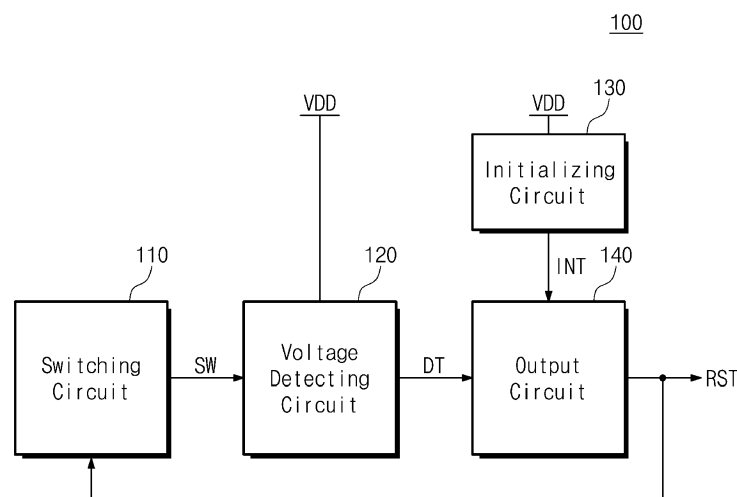 100
VDD
VDD
130
Initializing
Circuit
110
120
INT
140
Switching
Circuit
SW
Voltage
Detecting
Circuit
DT
Output
Circuit
RST